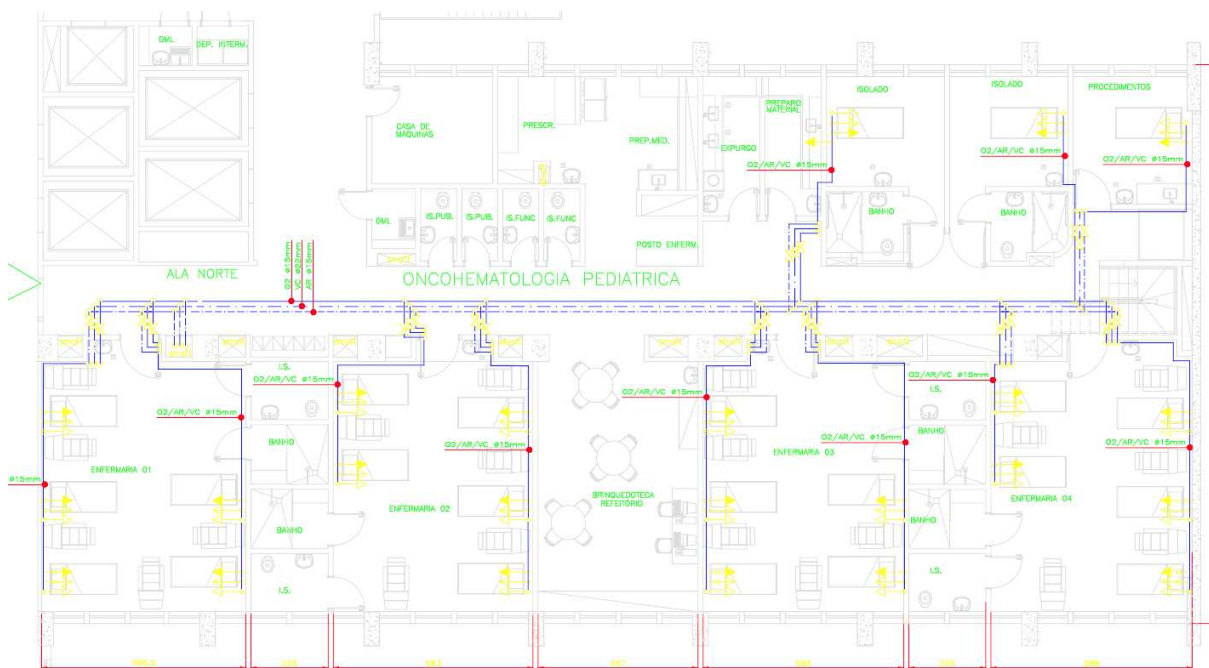 DML
DEP. INTERM.
ISOLADO
ISOLADO
PROCEDIMENTOS
CASA DE
MÁQUINAS
PRESCR.
PREP.MED.
PREPARO
MATERIAL
EXPURGO
O2/AR/VC ø15mm
O2/AR/VC ø15mm
O2/AR/VC ø15mm
DML
IS.PUB.
IS.PUB.
IS.FUNC
IS.FUNC
BANHO
BANHO
POSTO ENFERM.
ALA NORTE
O2 ø15mm
VC ø22mm
AR ø15mm
ONCOHEMATOLOGIA PEDIATRICA
I.S.
O2/AR/VC ø15mm
O2/AR/VC ø15mm
O2/AR/VC ø15mm
I.S.
O2/AR/VC ø15mm
BANHO
O2/AR/VC ø15mm
O2/AR/VC ø15mm
BANHO
O2/AR/VC ø15mm
ENFERMARIA 01
ENFERMARIA 03
ø15mm
BRINQUEDOTECA
REFEITÓRIO
ENFERMARIA 04
ENFERMARIA 02
BANHO
BANHO
I.S.
I.S.